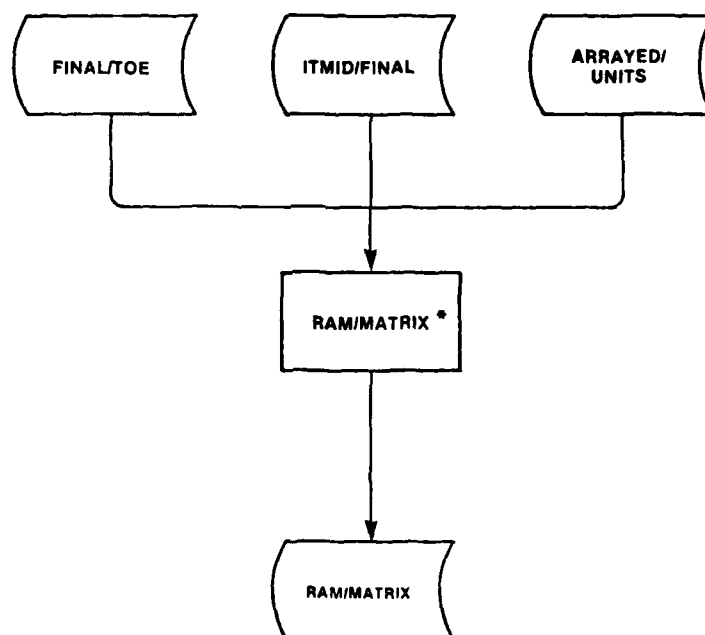 FINAL/TOE
ITMID/FINAL
ARRAYED/
UNITS
RAM/MATRIX *
RAM/MATRIX